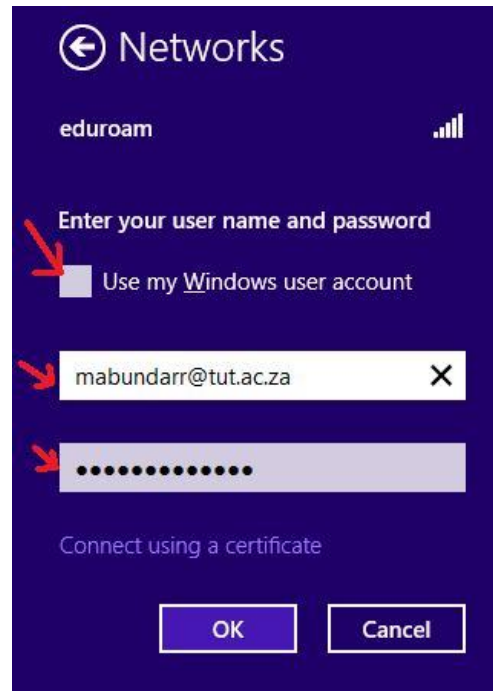 Networks
eduroam
Enter your user name and password
Use my Windows user account
mabundarr@tut.ac.za
•••••••••••••
Connect using a certificate
OK
Cancel